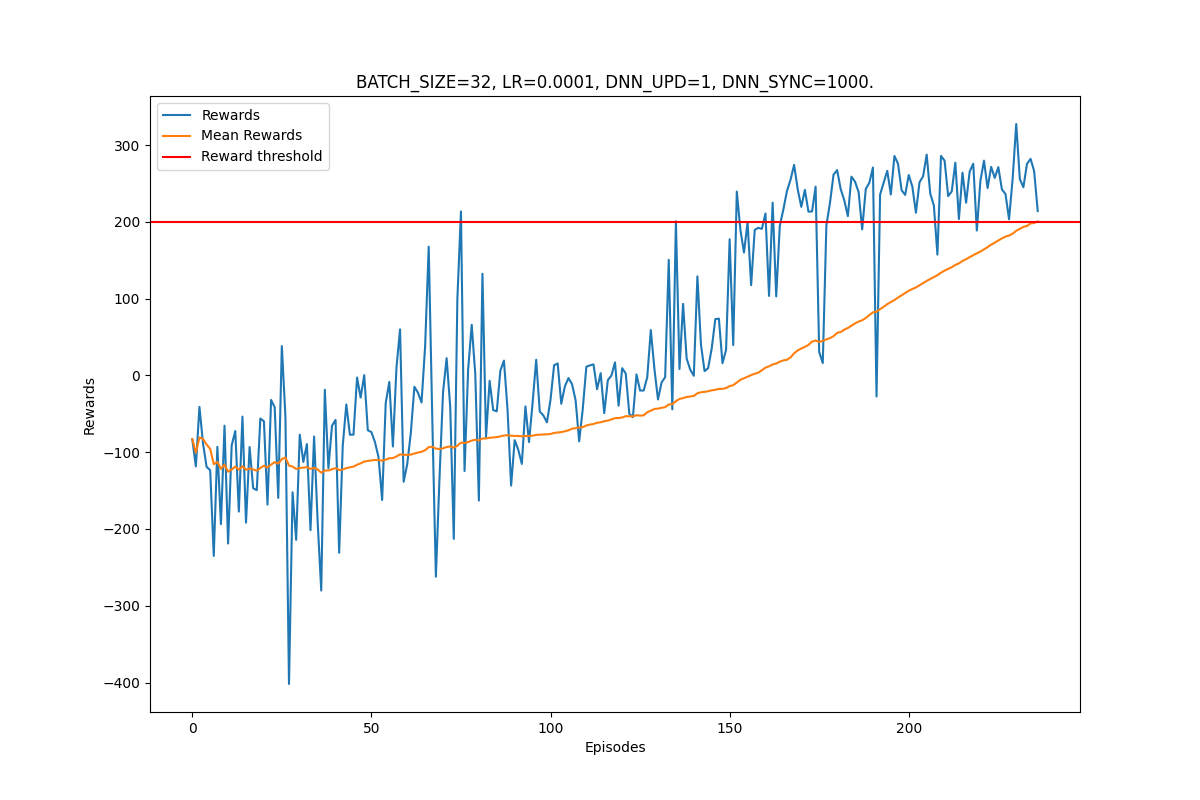 BATCH_SIZE=32, LR=0.0001, DNN_UPD=1, DNN_SYNC=1000.
Rewards
Mean Rewards
Reward threshold
300
200
100
0
−100
−200
−300
−400
Rewards
0 50 100 150 200
Episodes